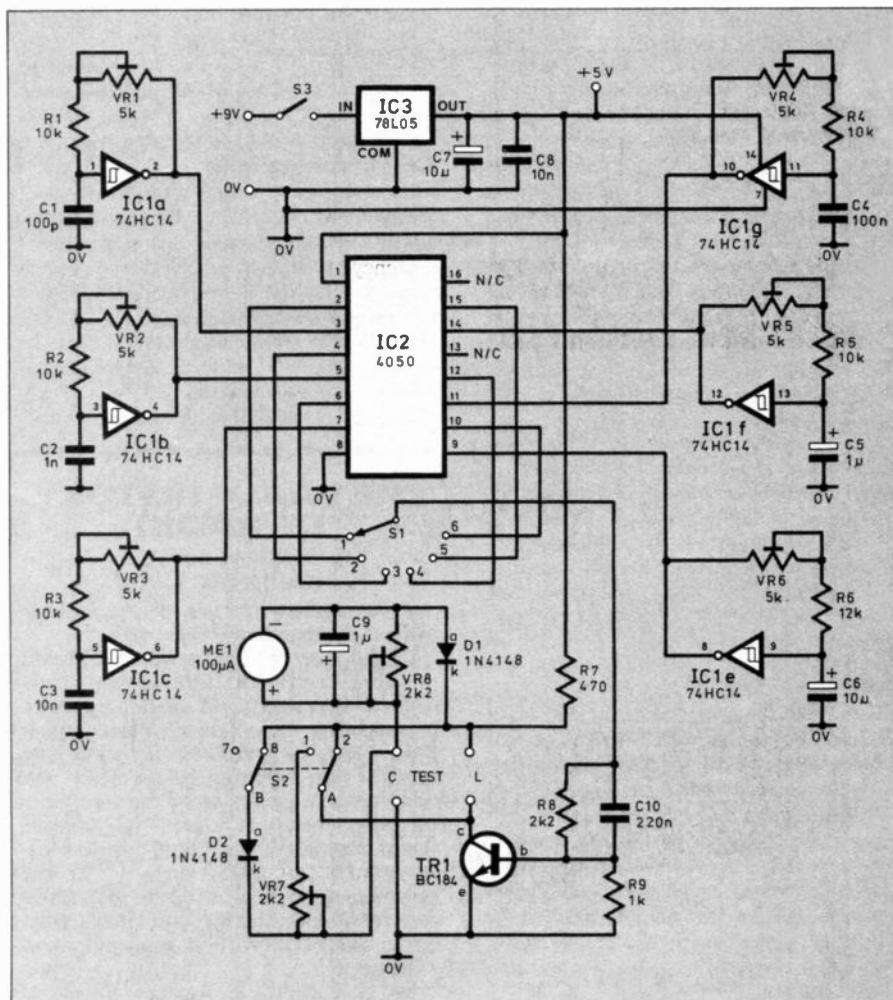 VR1
5k
R1
10k
1
2
C1
100p
IC1a
74HC14
0V
S3
+9V
IN
IC3
78L05
OUT
COM
+
C7
10µ
C8
10n
+5V
0V
0V
VR4
5k
R4
10k
14
10
11
7
IC1g
74HC14
C4
100n
0V
VR2
5k
R2
10k
3
4
C2
1n
IC1b
74HC14
0V
IC2
4050
1
2
3
4
5
6
7
8
16
15
14
13
12
11
10
9
N/C
N/C
0V
VR5
5k
R5
10k
12
13
IC1f
74HC14
+
C5
1µ
0V
VR3
5k
R3
10k
5
6
C3
10n
IC1c
74HC14
0V
S1
1
2
3
4
5
6
VR6
5k
R6
12k
8
9
IC1e
74HC14
+
C6
10µ
0V
ME1
100µA
-
+
C9
1µ
+
VR8
2k2
a
D1
1N4148
k
R7
470
7
8
1
2
S2
B
A
C
TEST
L
D2
1N4148
a
k
VR7
2k2
R8
2k2
C10
220n
c
b
e
TR1
BC184
R9
1k
0V